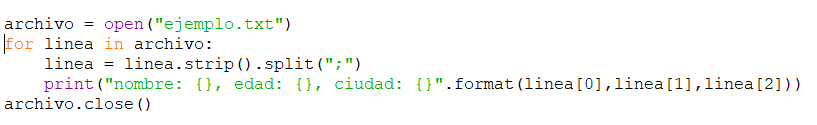 archivo = open("ejemplo.txt")
for linea in archivo:
    linea = linea.strip().split(";")
    print("nombre: {}, edad: {}, ciudad: {}".format(linea[0],linea[1],linea[2]))
archivo.close()